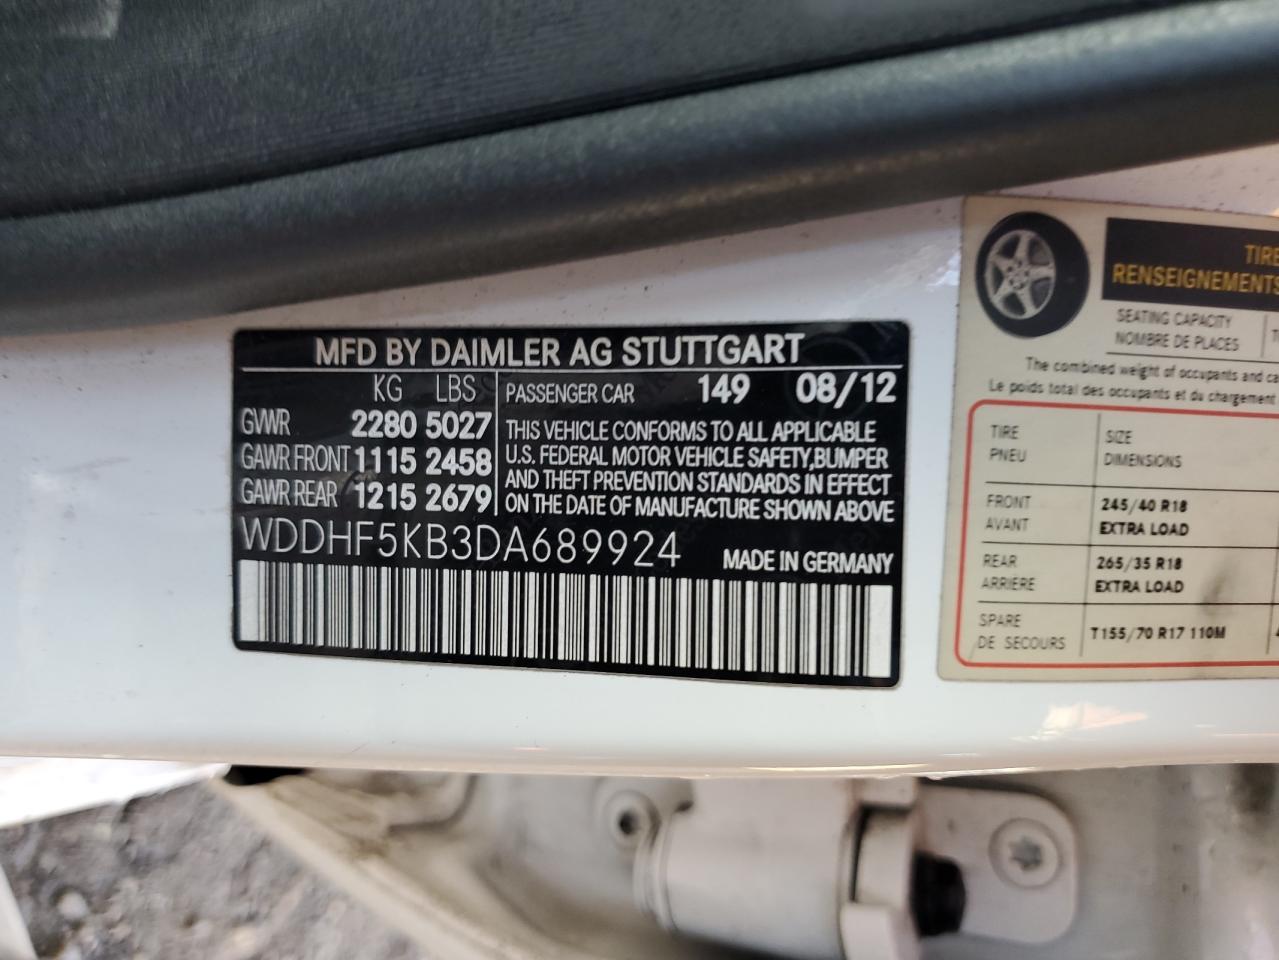 MFD BY DAIMLER AG STUTTGART
KG LBS
GVWR 2280 5027
GAWR FRONT 1115 2458
GAWR REAR 1215 2679
PASSENGER CAR 149 08/12
THIS VEHICLE CONFORMS TO ALL APPLICABLE
U.S. FEDERAL MOTOR VEHICLE SAFETY,BUMPER
AND THEFT PREVENTION STANDARDS IN EFFECT
ON THE DATE OF MANUFACTURE SHOWN ABOVE
WDDHF5KB3DA689924 MADE IN GERMANY
TIRE
RENSEIGNEMENTS
SEATING CAPACITY
NOMBRE DE PLACES
The combined weight of occupants and
Le poids total des occupants et du chargement
TIRE SIZE
PNEU DIMENSIONS
FRONT 245/40 R18
AVANT EXTRA LOAD
REAR 265/35 R18
ARRIERE EXTRA LOAD
SPARE T155/70 R17 110M
DE SECOURS